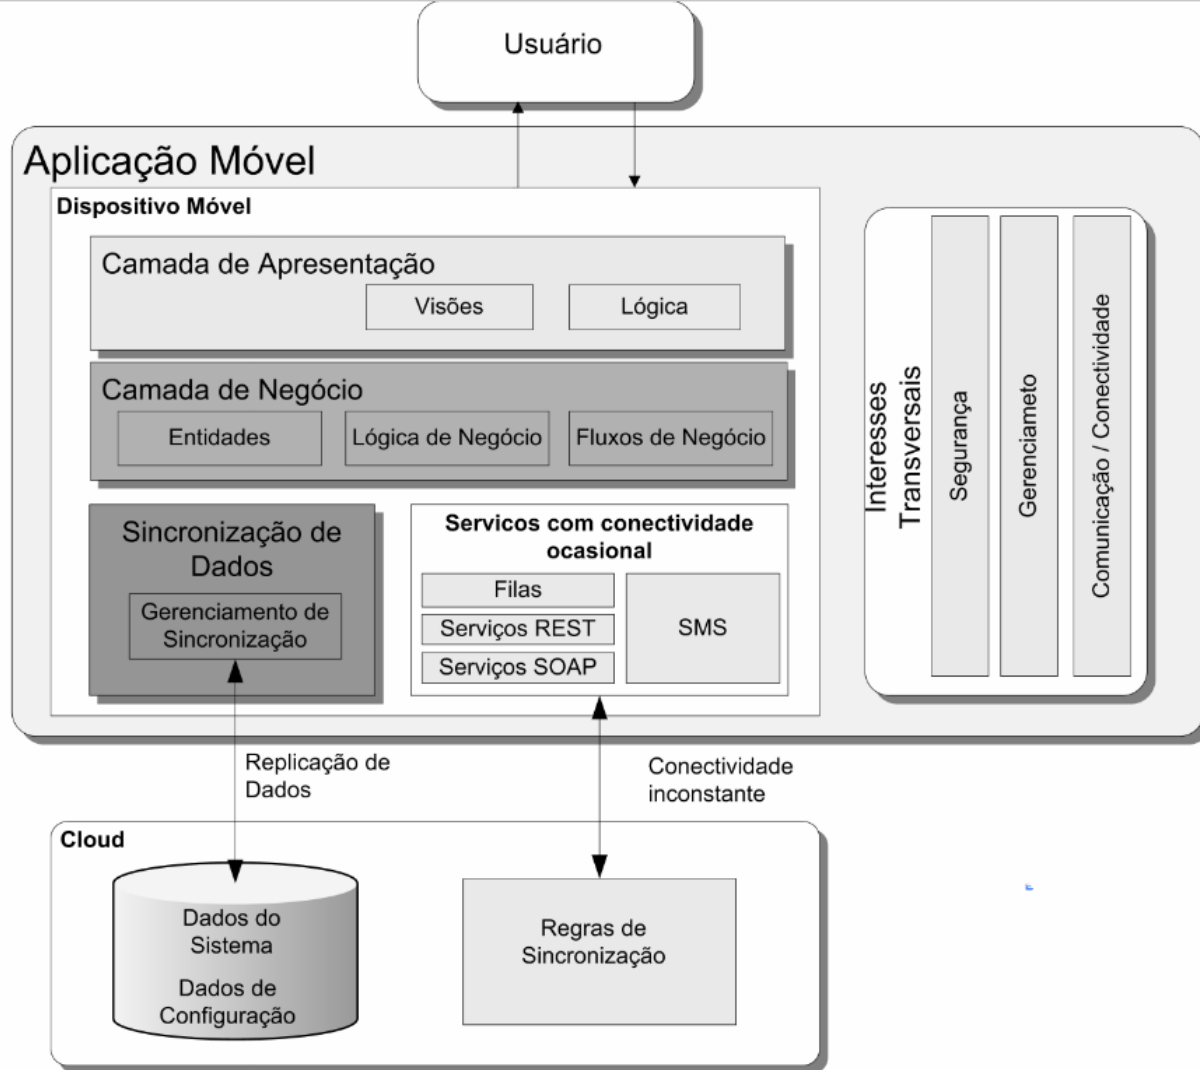 Usuário
Aplicação Móvel
Dispositivo Móvel
Camada de Apresentação
Visões
Lógica
Camada de Negócio
Entidades
Lógica de Negócio
Fluxos de Negócio
Sincronização de
Dados
Gerenciamento de
Sincronização
Servicos com conectividade
ocasional
Filas
Serviços REST
Serviços SOAP
SMS
Interesses
Transversais
Segurança
Gerenciameto
Comunicação / Conectividade
Replicação de
Dados
Conectividade
inconstante
Cloud
Dados do
Sistema
Dados de
Configuração
Regras de
Sincronização